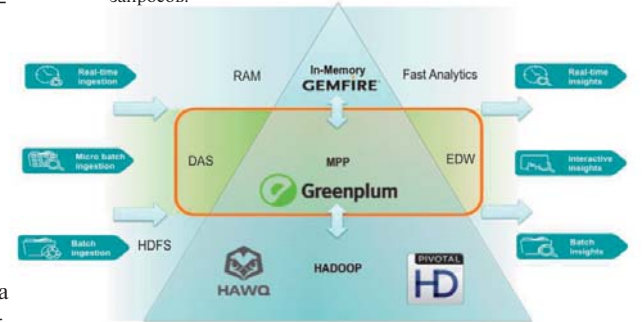 запросов.
Real-time
ingestion
RAM
In-Memory
GEMFIRE
Fast Analytics
Real-time
insights
Micro batch
ingestion
DAS
MPP
Greenplum
EDW
Interactive
insights
Batch
ingestion
HDFS
HAWQ
HADOOP
PIVOTAL
HD
Batch
insights
а